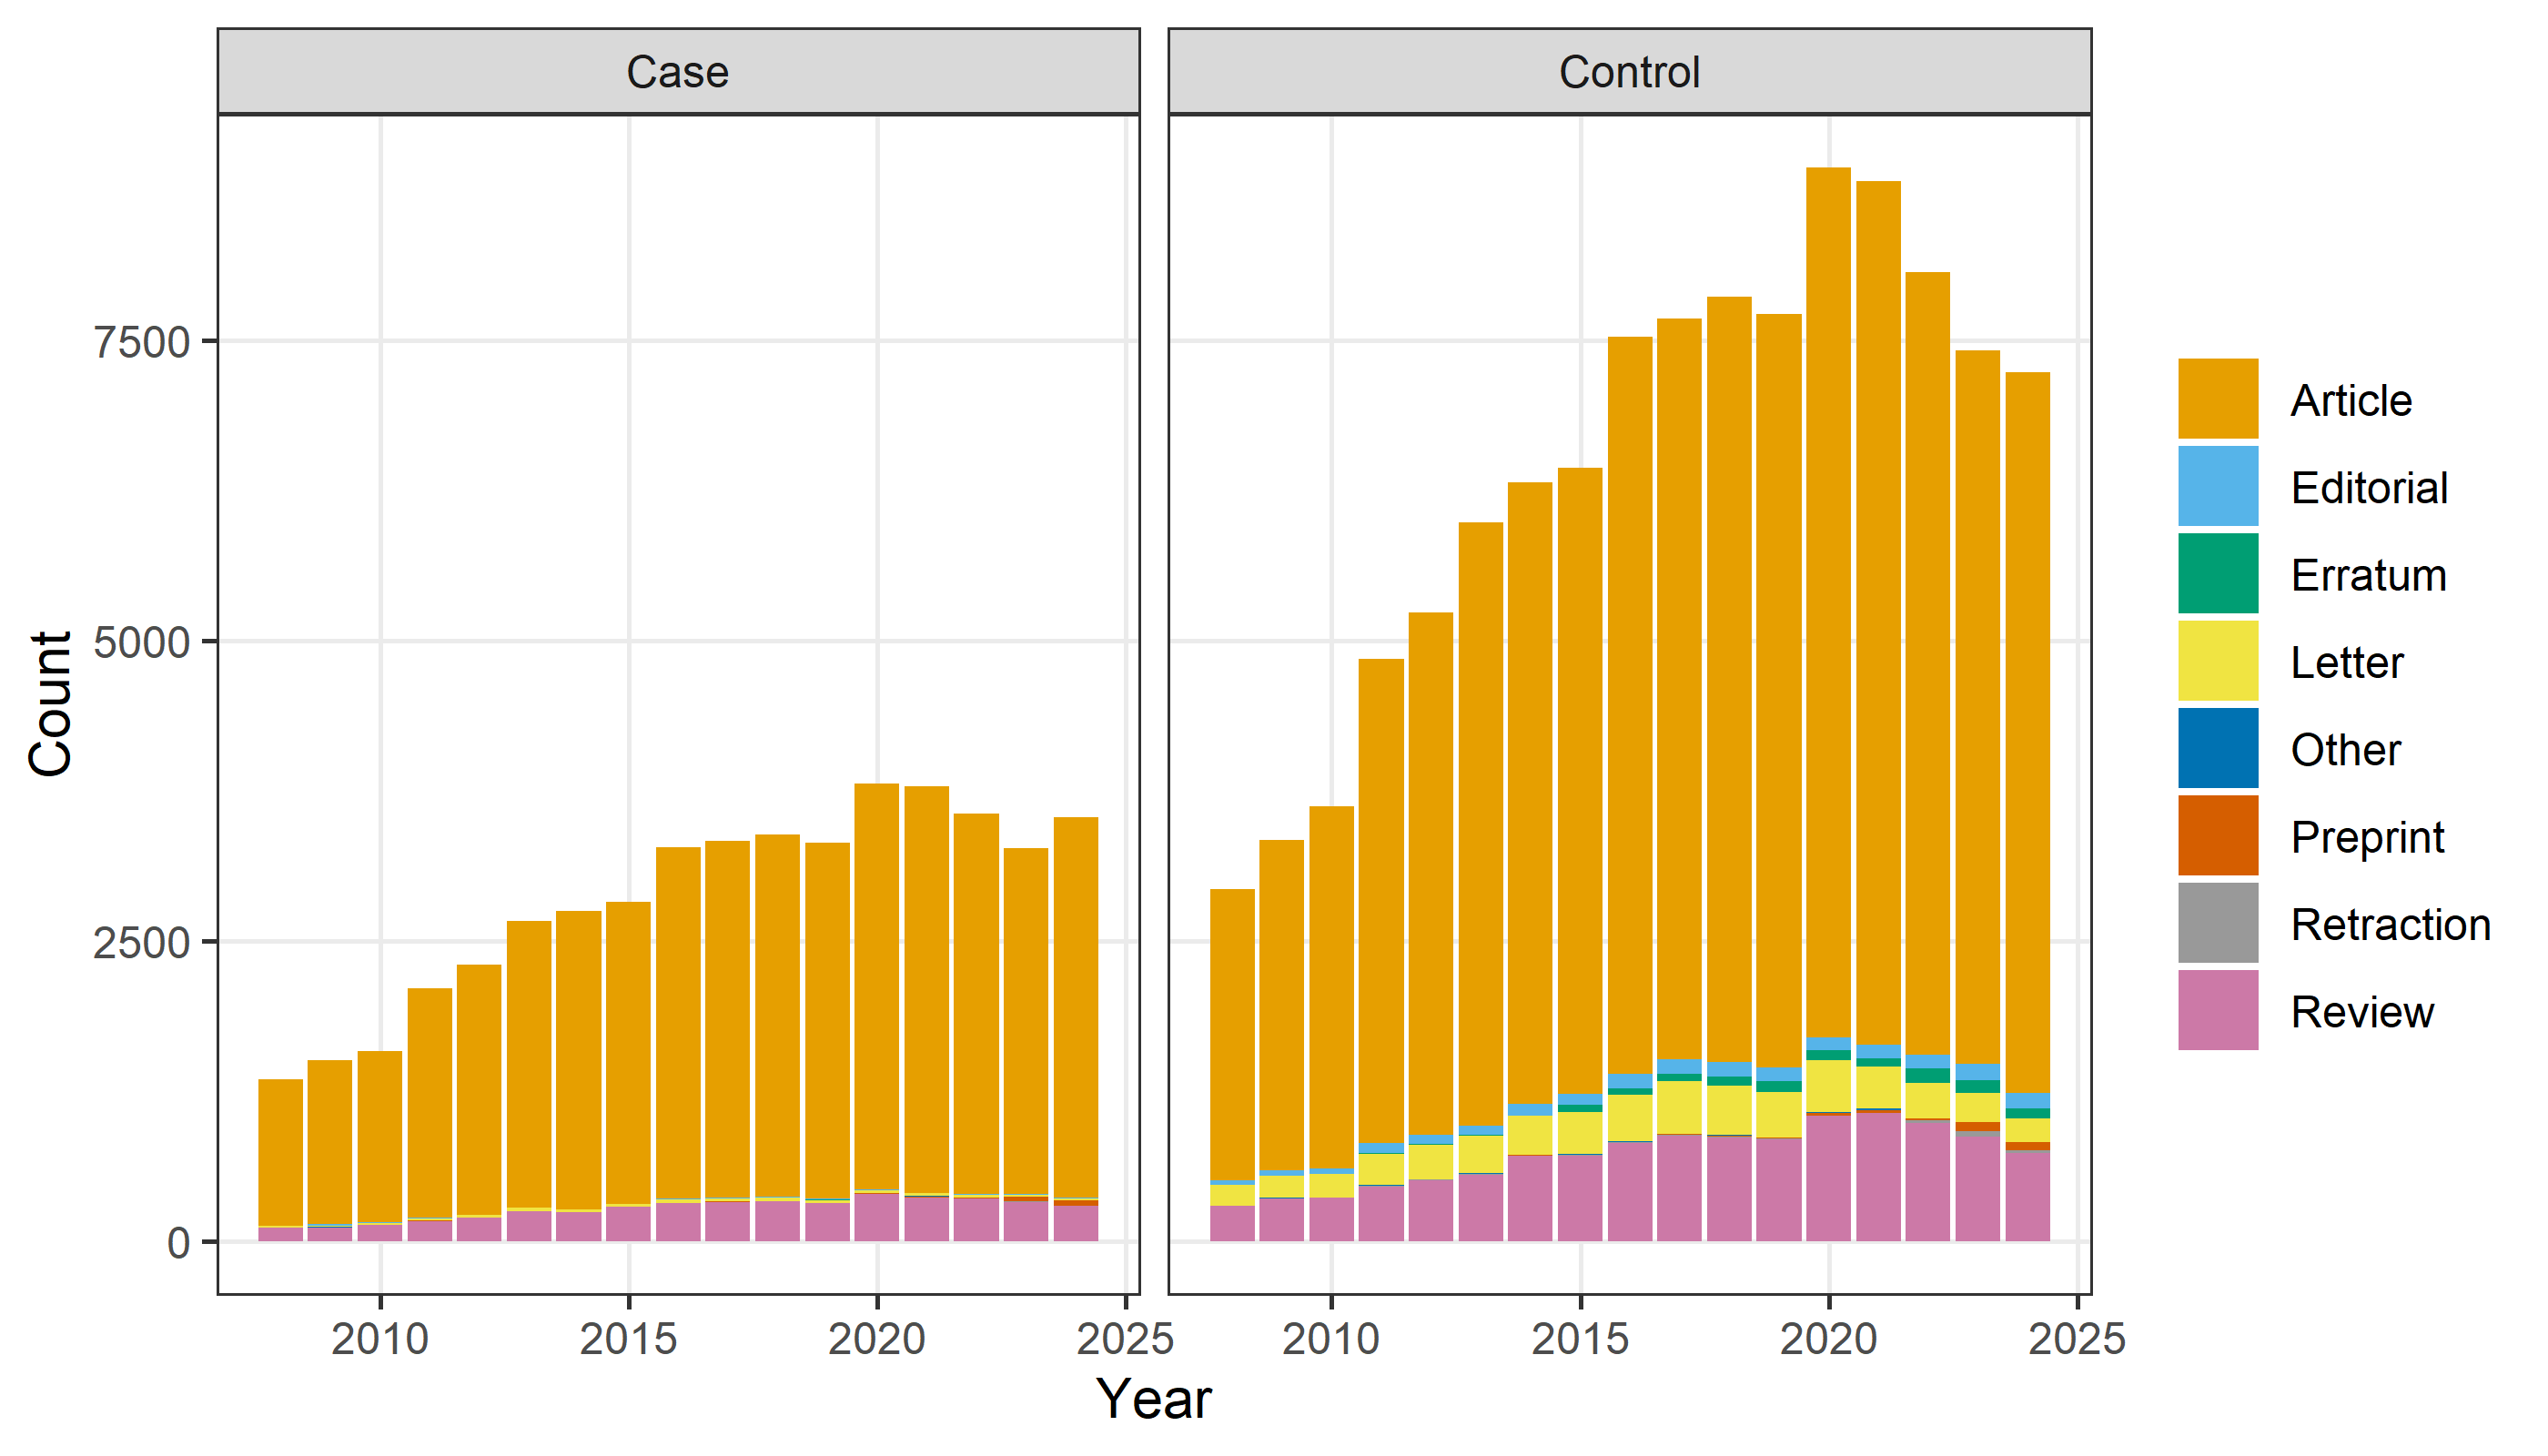 Case
Control
Count
7500
5000
2500
0
2010
2015
2020
2025
2010
2015
2020
2025
Year
Article
Editorial
Erratum
Letter
Other
Preprint
Retraction
Review